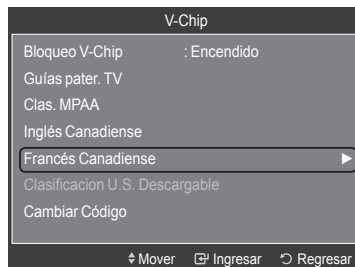 V-Chip
Bloqueo V-Chip : Encendido
Guías pater. TV
Clas. MPAA
Inglés Canadiense
Francés Canadiense
Clasificacion U.S. Descargable
Cambiar Código
Mover Ingresar Regresar